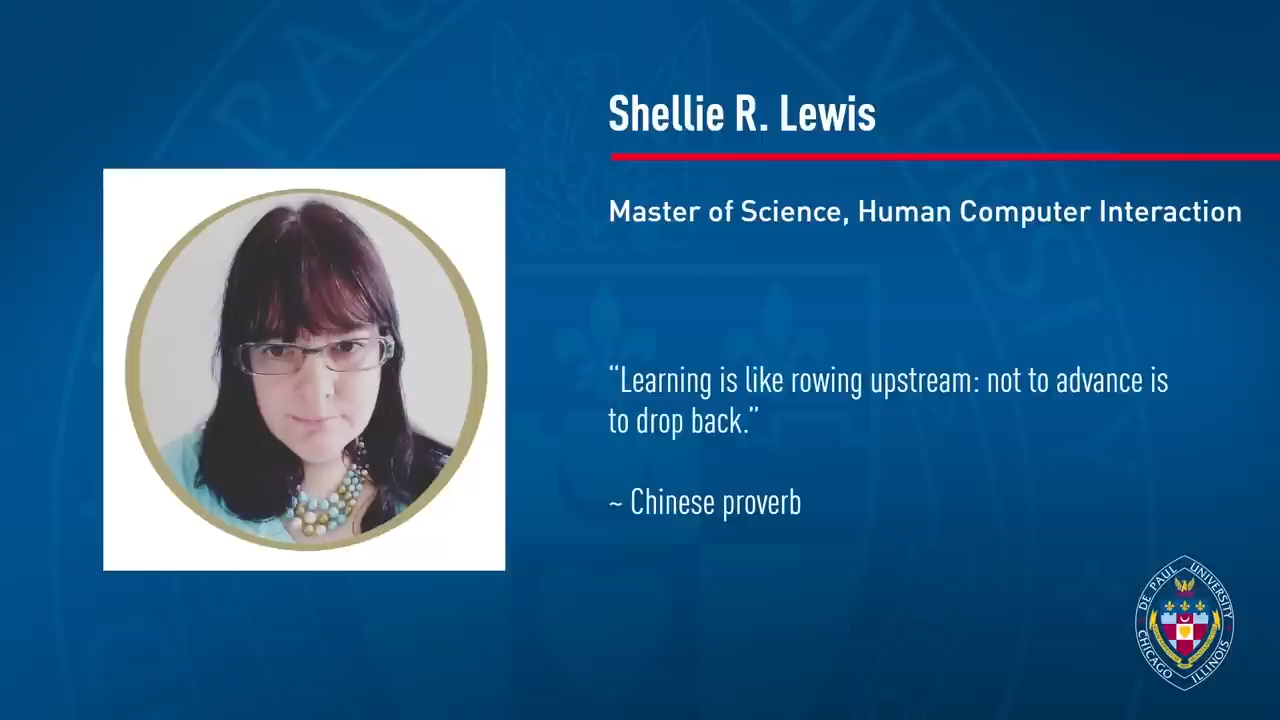 Shellie R. Lewis
Master of Science, Human Computer Interaction
“Learning is like rowing upstream: not to advance is
to drop back.”
~ Chinese proverb
DE PAUL UNIVERSITY
CHICAGO ILLINOIS